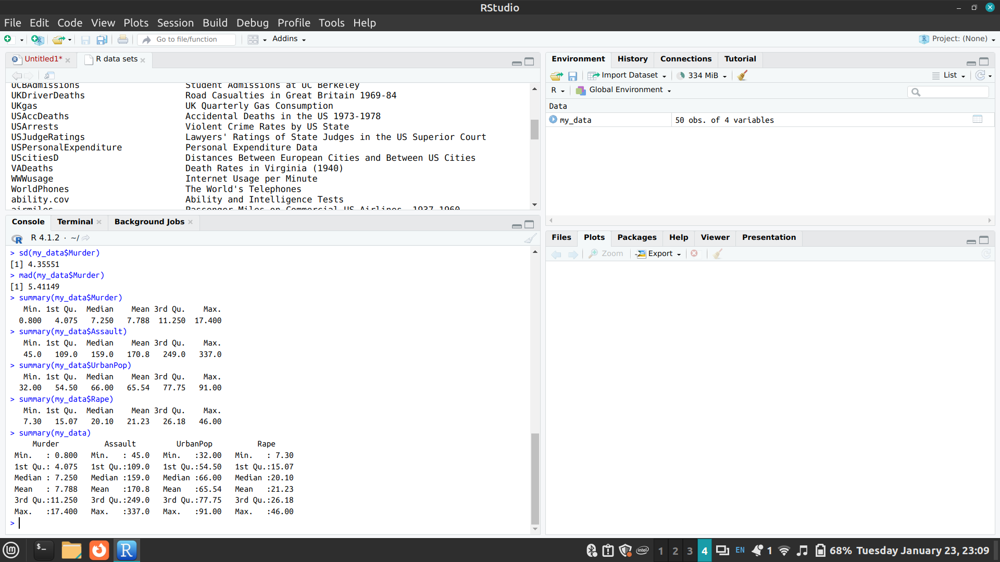 RStudio
File Edit Code View Plots Session Build Debug Profile Tools Help
Go to file/function Addins Project: (None)
Untitled1* R data sets
UCBAdmissions Student Admissions at UC Berkeley
UKDriverDeaths Road Casualties in Great Britain 1969-84
UKgas UK Quarterly Gas Consumption
USAccDeaths Accidental Deaths in the US 1973-1978
USArrests Violent Crime Rates by US State
USJudgeRatings Lawyers' Ratings of State Judges in the US Superior Court
USPersonalExpenditure Personal Expenditure Data
UScitiesD Distances Between European Cities and Between US Cities
VADeaths Death Rates in Virginia (1940)
WWWusage Internet Usage per Minute
WorldPhones The World's Telephones
ability.cov Ability and Intelligence Tests
airmiles Passenger Miles on Commercial US Airlines, 1937-1960
Console Terminal Background Jobs
R 4.1.2 · ~/
> sd(my_data$Murder)
[1] 4.35551
> mad(my_data$Murder)
[1] 5.41149
> summary(my_data$Murder)
Min. 1st Qu. Median Mean 3rd Qu. Max.
0.800 4.075 7.250 7.788 11.250 17.400
> summary(my_data$Assault)
Min. 1st Qu. Median Mean 3rd Qu. Max.
45.0 109.0 159.0 170.8 249.0 337.0
> summary(my_data$UrbanPop)
Min. 1st Qu. Median Mean 3rd Qu. Max.
32.00 54.50 66.00 65.54 77.75 91.00
> summary(my_data$Rape)
Min. 1st Qu. Median Mean 3rd Qu. Max.
7.30 15.07 20.10 21.23 26.18 46.00
> summary(my_data)
Murder Assault UrbanPop Rape
Min. : 0.800 Min. : 45.0 Min. :32.00 Min. : 7.30
1st Qu.: 4.075 1st Qu.:109.0 1st Qu.:54.50 1st Qu.:15.07
Median : 7.250 Median :159.0 Median :66.00 Median :20.10
Mean : 7.788 Mean :170.8 Mean :65.54 Mean :21.23
3rd Qu.:11.250 3rd Qu.:249.0 3rd Qu.:77.75 3rd Qu.:26.18
Max. :17.400 Max. :337.0 Max. :91.00 Max. :46.00
>
Environment History Connections Tutorial
Import Dataset 334 MiB List
R Global Environment
Data
my_data 50 obs. of 4 variables
Files Plots Packages Help Viewer Presentation
Zoom Export
$_ R intel 1 2 3 4 EN 1 68% Tuesday January 23, 23:09